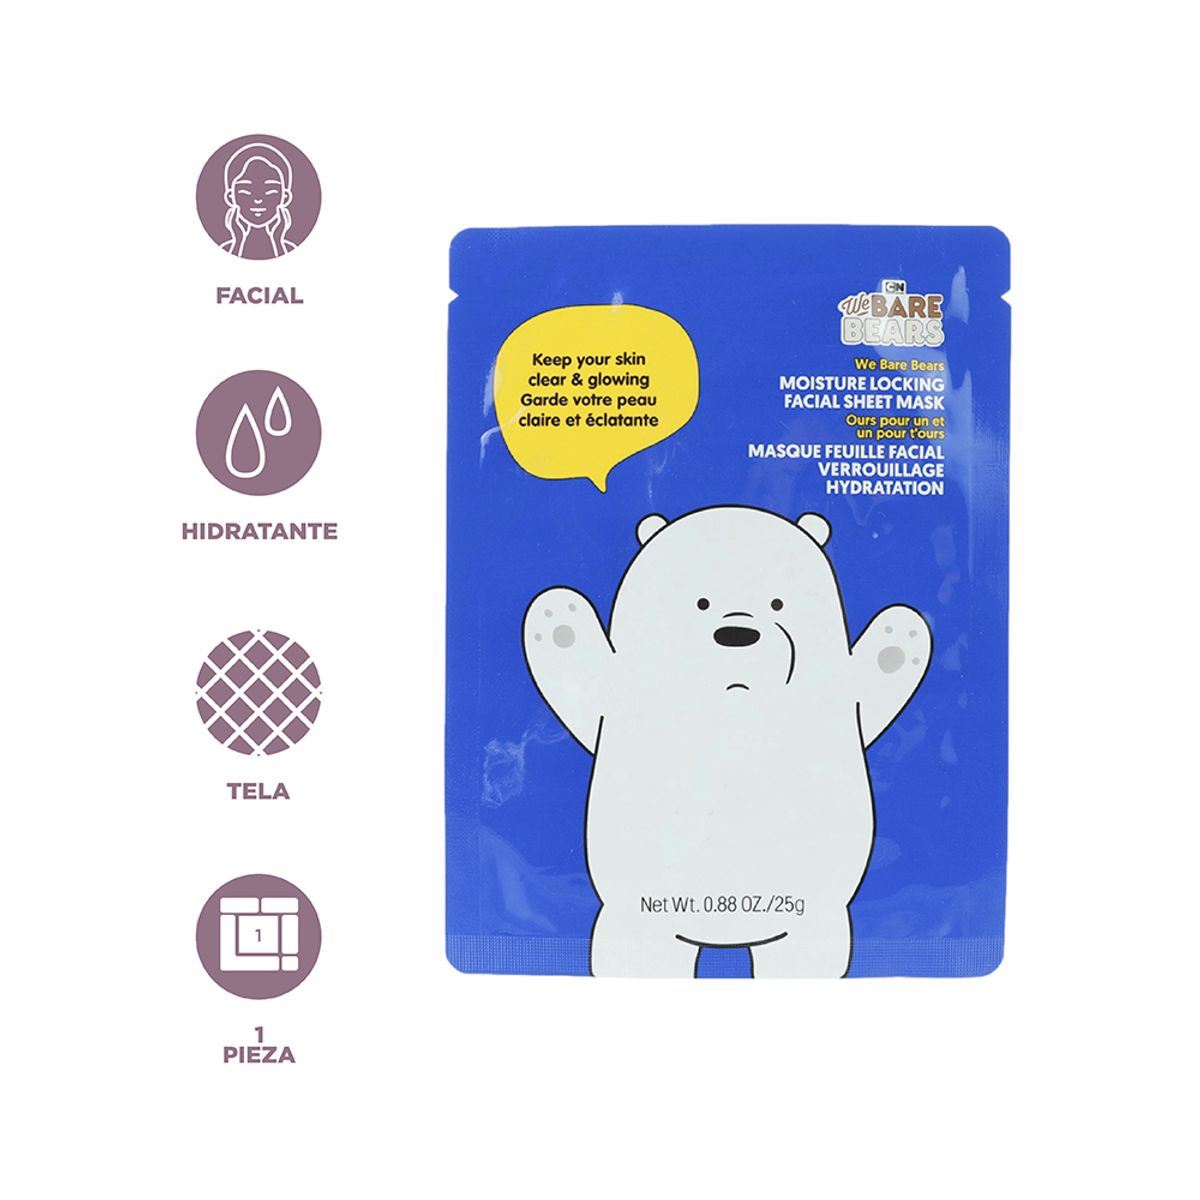 FACIAL
HIDRATANTE
TELA
1
1
PIEZA
Keep your skin
clear & glowing
Garde votre peau
claire et éclatante
CN
We BARE
BEARS
We Bare Bears
MOISTURE LOCKING
FACIAL SHEET MASK
Ours pour un et
un pour t'ours
MASQUE FEUILLE FACIAL
VERROUILLAGE
HYDRATATION
Net Wt. 0.88 OZ./25g